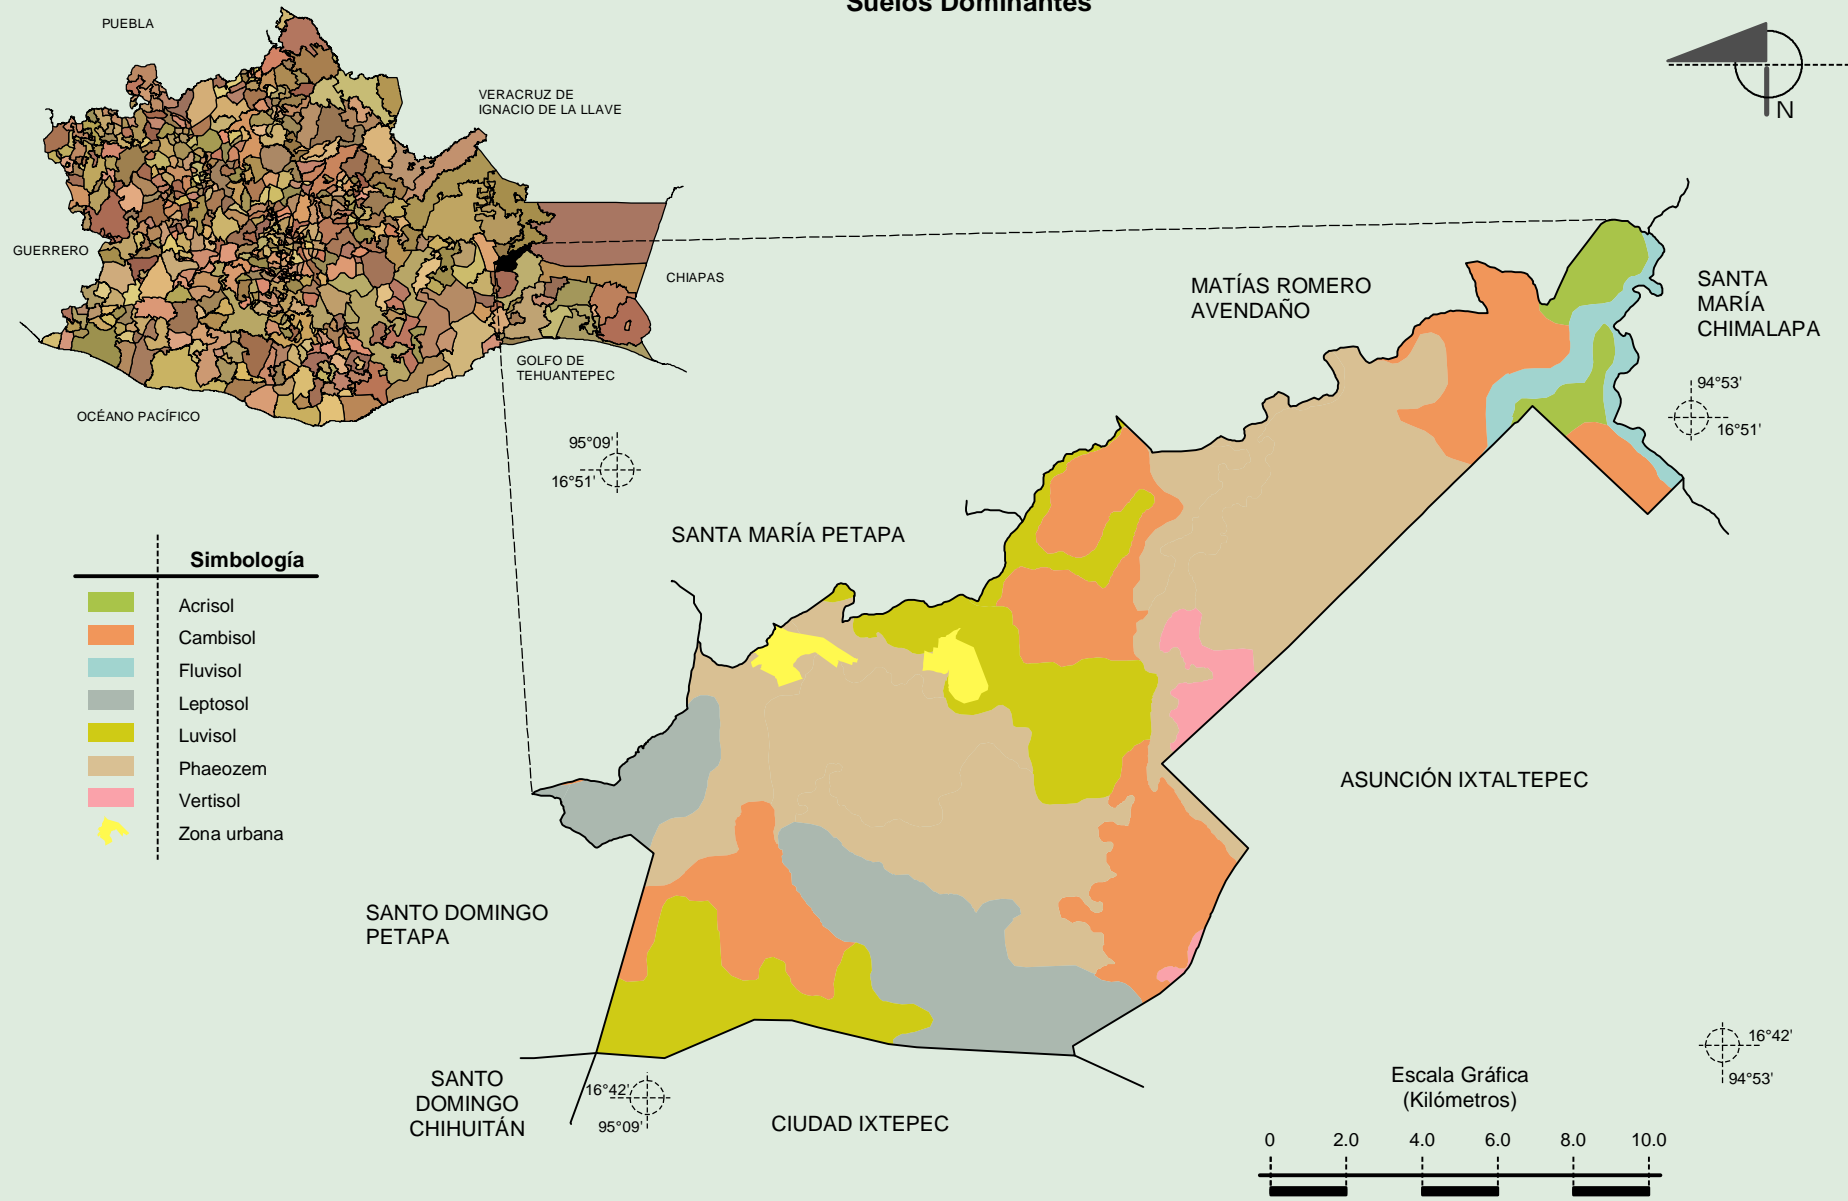 Suelos Dominantes
PUEBLA
VERACRUZ DE
IGNACIO DE LA LLAVE
GUERRERO
CHIAPAS
GOLFO DE
TEHUANTEPEC
OCÉANO PACÍFICO
N
MATÍAS ROMERO
AVENDAÑO
SANTA
MARÍA
CHIMALAPA
94°53'
16°51'
95°09'
16°51'
SANTA MARÍA PETAPA
Simbología
Acrisol
Cambisol
Fluvisol
Leptosol
Luvisol
Phaeozem
Vertisol
Zona urbana
ASUNCIÓN IXTALTEPEC
SANTO DOMINGO
PETAPA
SANTO
DOMINGO
CHIHUITÁN
16°42'
95°09'
CIUDAD IXTEPEC
16°42'
94°53'
Escala Gráfica
(Kilómetros)
0 2.0 4.0 6.0 8.0 10.0